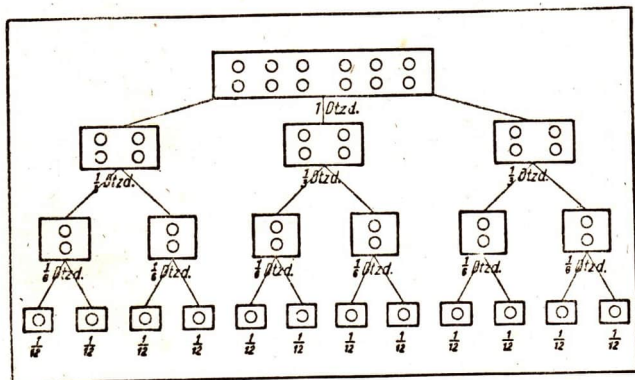 1 Dtzd.
1/3 Dtzd. 1/3 Dtzd. 1/3 Dtzd.
1/6 Dtzd. 1/6 Dtzd. 1/6 Dtzd. 1/6 Dtzd. 1/6 Dtzd. 1/6 Dtzd.
1/12 1/12 1/12 1/12 1/12 1/12 1/12 1/12 1/12 1/12 1/12 1/12